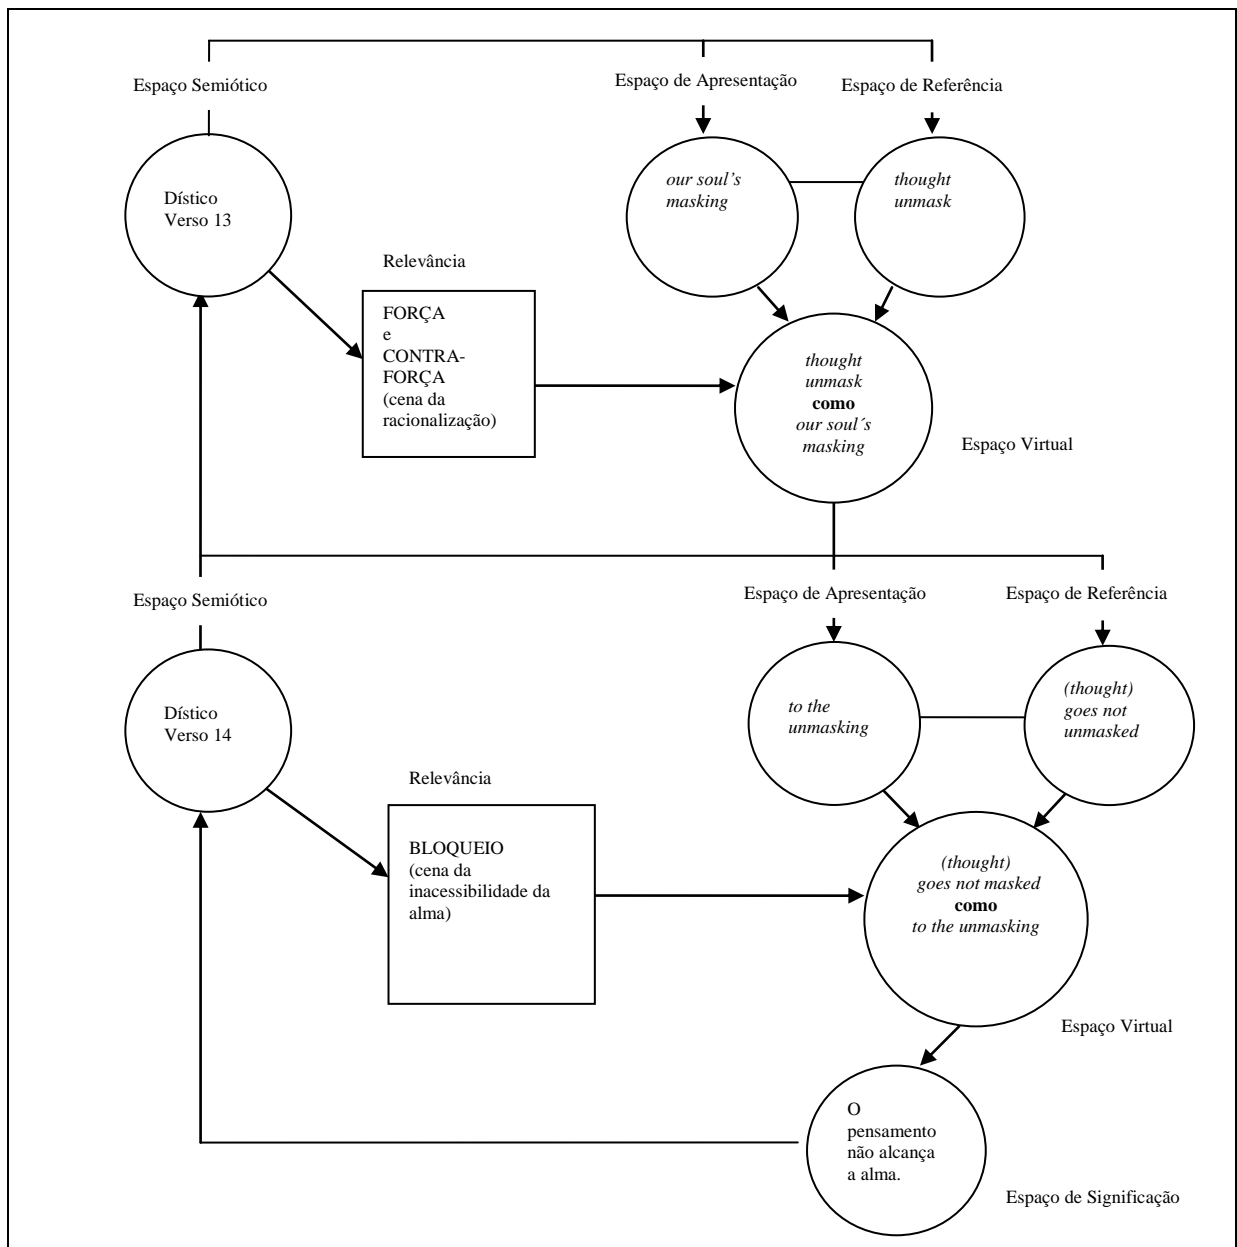 Espaço Semiótico
Espaço de Apresentação
Espaço de Referência
Dístico
Verso 13
our soul's
masking
thought
unmask
Relevância
FORÇA
e
CONTRA-
FORÇA
(cena da
racionalização)
thought
unmask
como
our soul´s
masking
Espaço Virtual
Espaço Semiótico
Espaço de Apresentação
Espaço de Referência
Dístico
Verso 14
to the
unmasking
(thought)
goes not
unmasked
Relevância
BLOQUEIO
(cena da
inacessibilidade da
alma)
(thought)
goes not masked
como
to the unmasking
Espaço Virtual
O
pensamento
não alcança
a alma.
Espaço de Significação